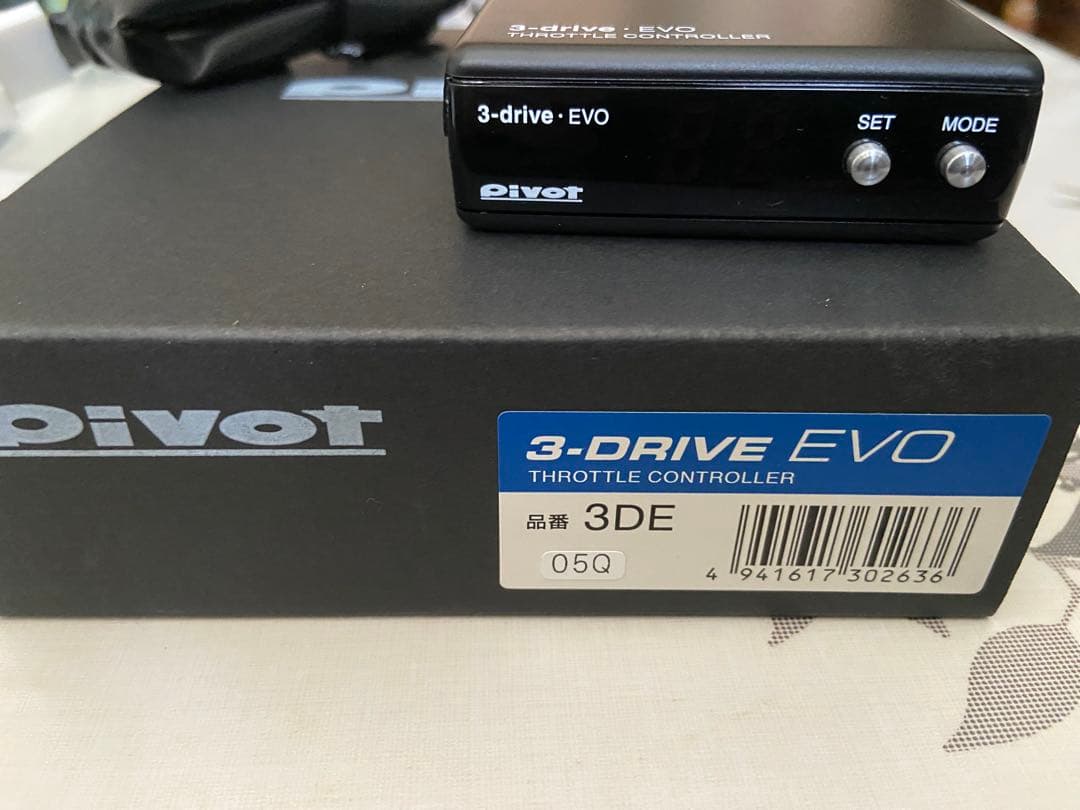 3-drive · EVO
THROTTLE CONTROLLER
3-drive · EVO
SET
MODE
Pivot
Pivot
3-DRIVE EVO
THROTTLE CONTROLLER
品番 3DE
05Q
4 941617 302636